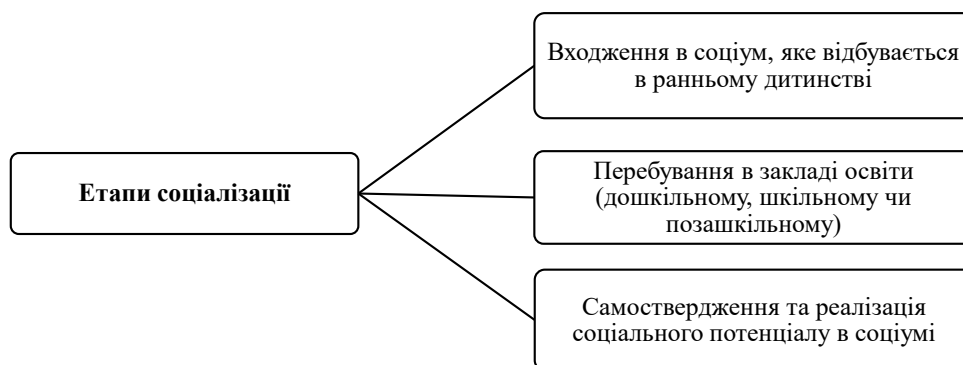 Входження в соціум, яке відбувається
в ранньому дитинстві
Етапи соціалізації
Перебування в закладі освіти
(дошкільному, шкільному чи
позашкільному)
Самоствердження та реалізація
соціального потенціалу в соціумі